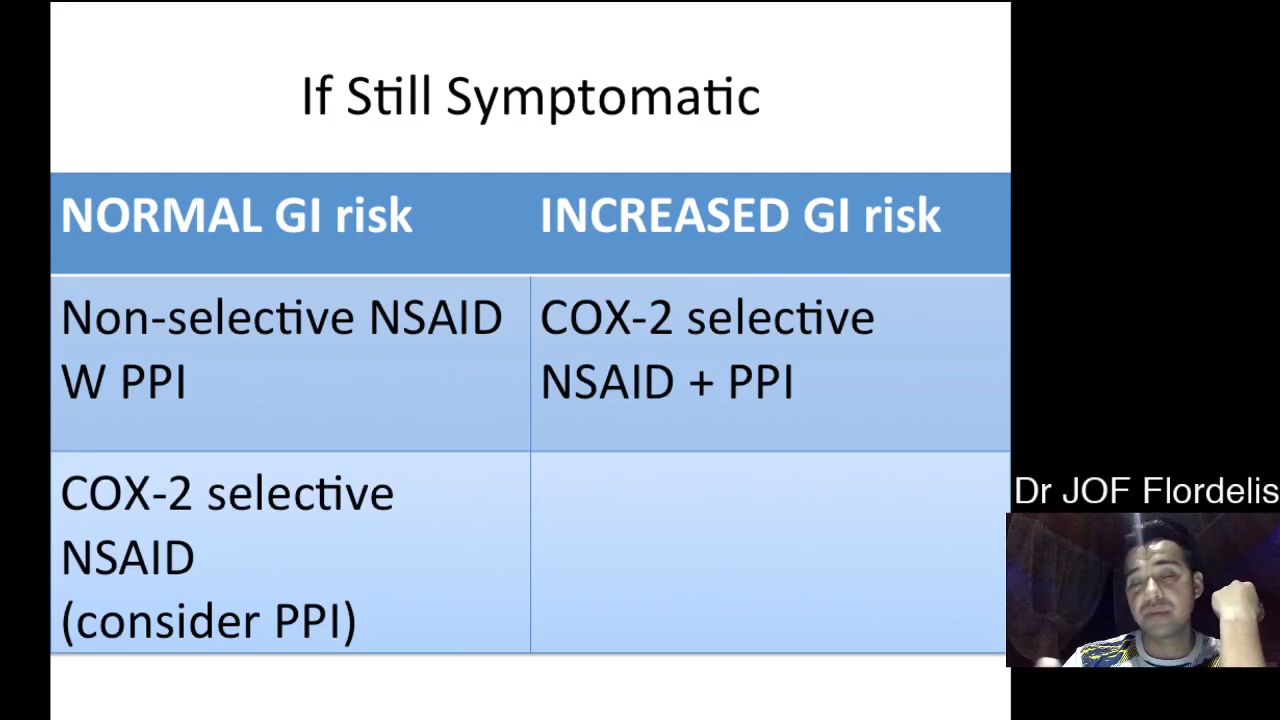 If Still Symptomatic
NORMAL GI risk
INCREASED GI risk
Non-selective NSAID
W PPI
COX-2 selective
NSAID + PPI
COX-2 selective
NSAID
(consider PPI)
Dr JOF Flordelis